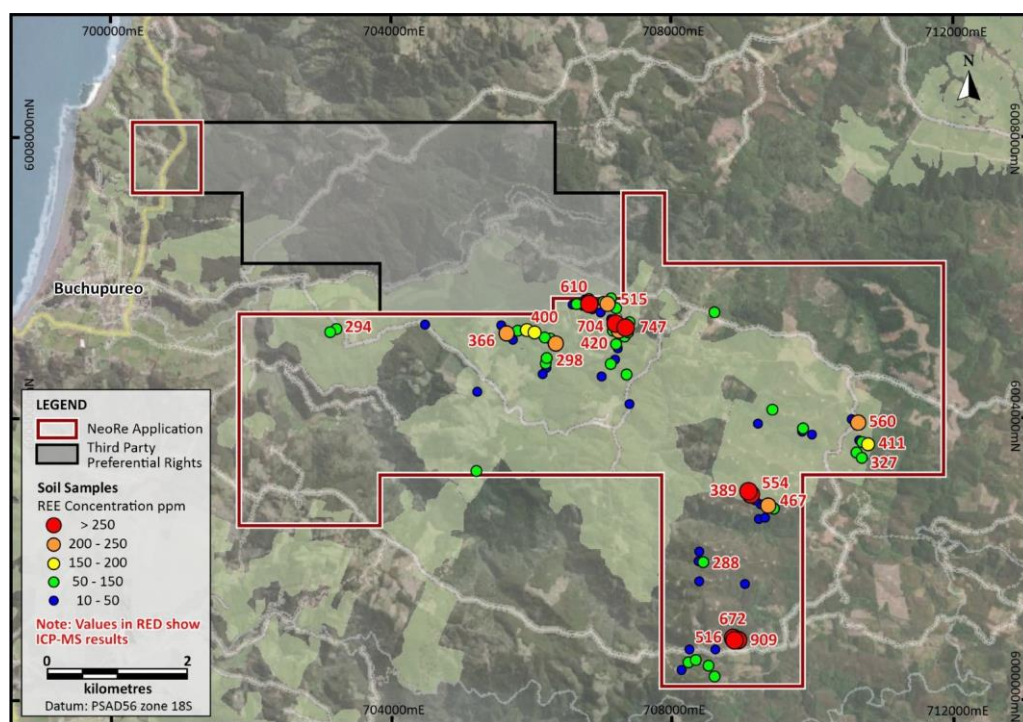 700000mE
704000mE
708000mE
712000mE
N
6008000mN
6008000mN
Buchupureo
610
515
294
400
704
747
366
420
298
6004000mN
6004000mN
560
411
327
554
389
467
288
672
516
909
LEGEND
NeoRe Application
Third Party
Preferential Rights
Soil Samples
REE Concentration ppm
> 250
200 - 250
150 - 200
50 - 150
10 - 50
Note: Values in RED show
ICP-MS results
0 2
kilometres
Datum: PSAD56 zone 18S
6000000mN
704000mE
708000mE
712000mE